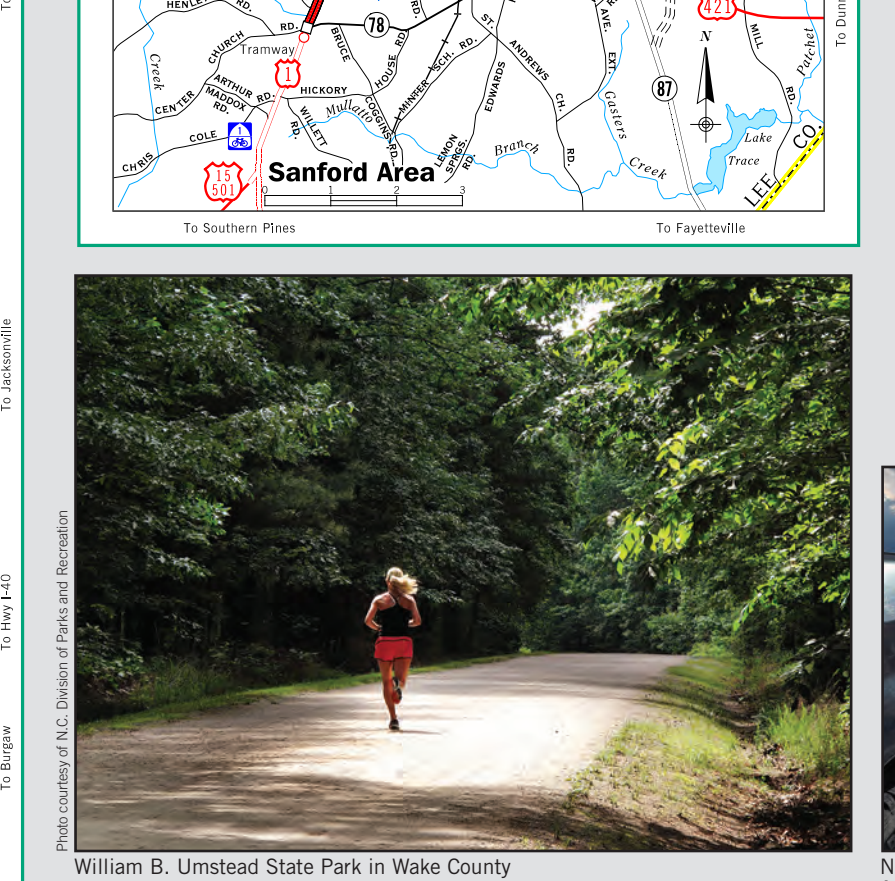 To
HENLEY RD.
RD.
78
ST.
421
N
To Dunn
CHURCH RD.
Tramway
BRUCE
HOUSE RD.
MINTER SCH. RD.
ANDREWS
AVE.
EXT.
MILL
RD.
Patchet
Creek
1
ARTHUR
MADDOX
RD.
RD.
HICKORY
87
CENTER
WILLETT
RD.
Mullatto
COGGINS
RD.
EDWARDS
CH.
RD.
Gasters
Creek
1
COLE
CHRIS
LEMON
SPRGS.
RD.
Branch
Lake
Trace
LEE CO
15
501
Sanford Area
0 1 2 3
To Southern Pines
To Fayetteville
To Jacksonville
To Hwy I-40
To Burgaw
Photo courtesy of N.C. Division of Parks and Recreation
William B. Umstead State Park in Wake County
N